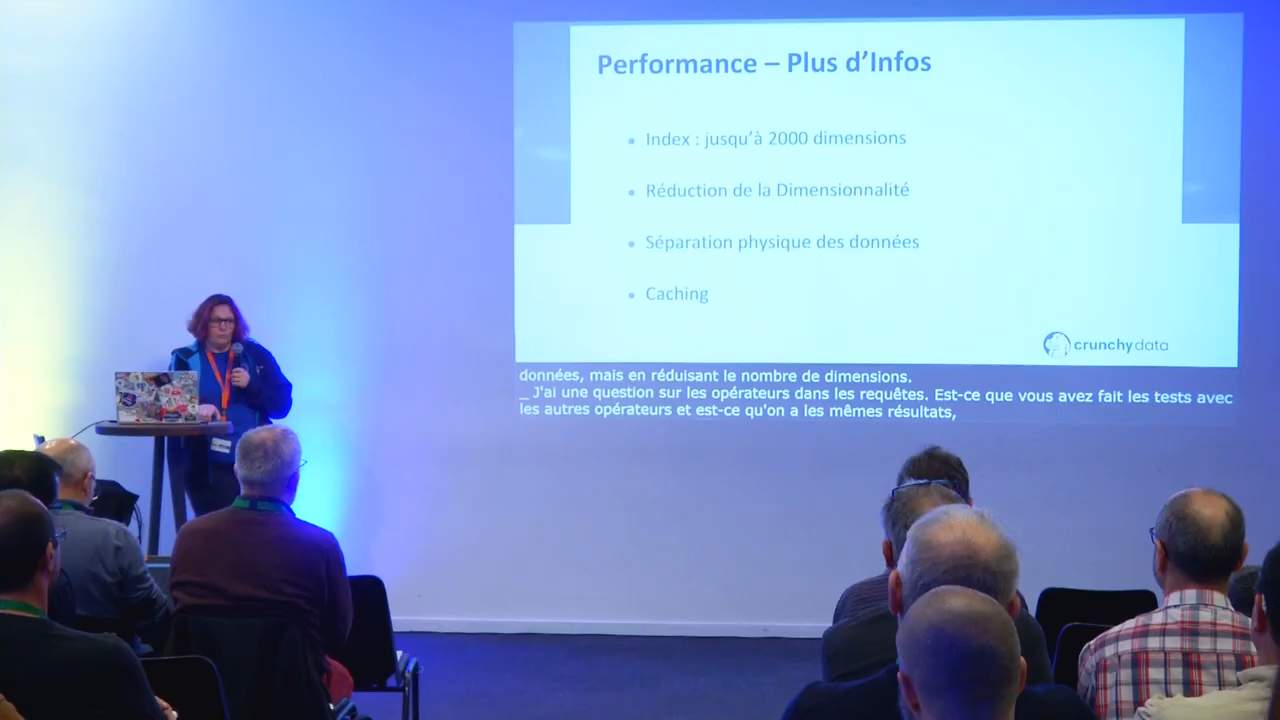 Performance – Plus d’Infos
• Index : jusqu’à 2000 dimensions
• Réduction de la Dimensionnalité
• Séparation physique des données
• Caching
crunchydata
données, mais en réduisant le nombre de dimensions.
_ J'ai une question sur les opérateurs dans les requêtes. Est-ce que vous avez fait les tests avec
les autres opérateurs et est-ce qu'on a les mêmes résultats,